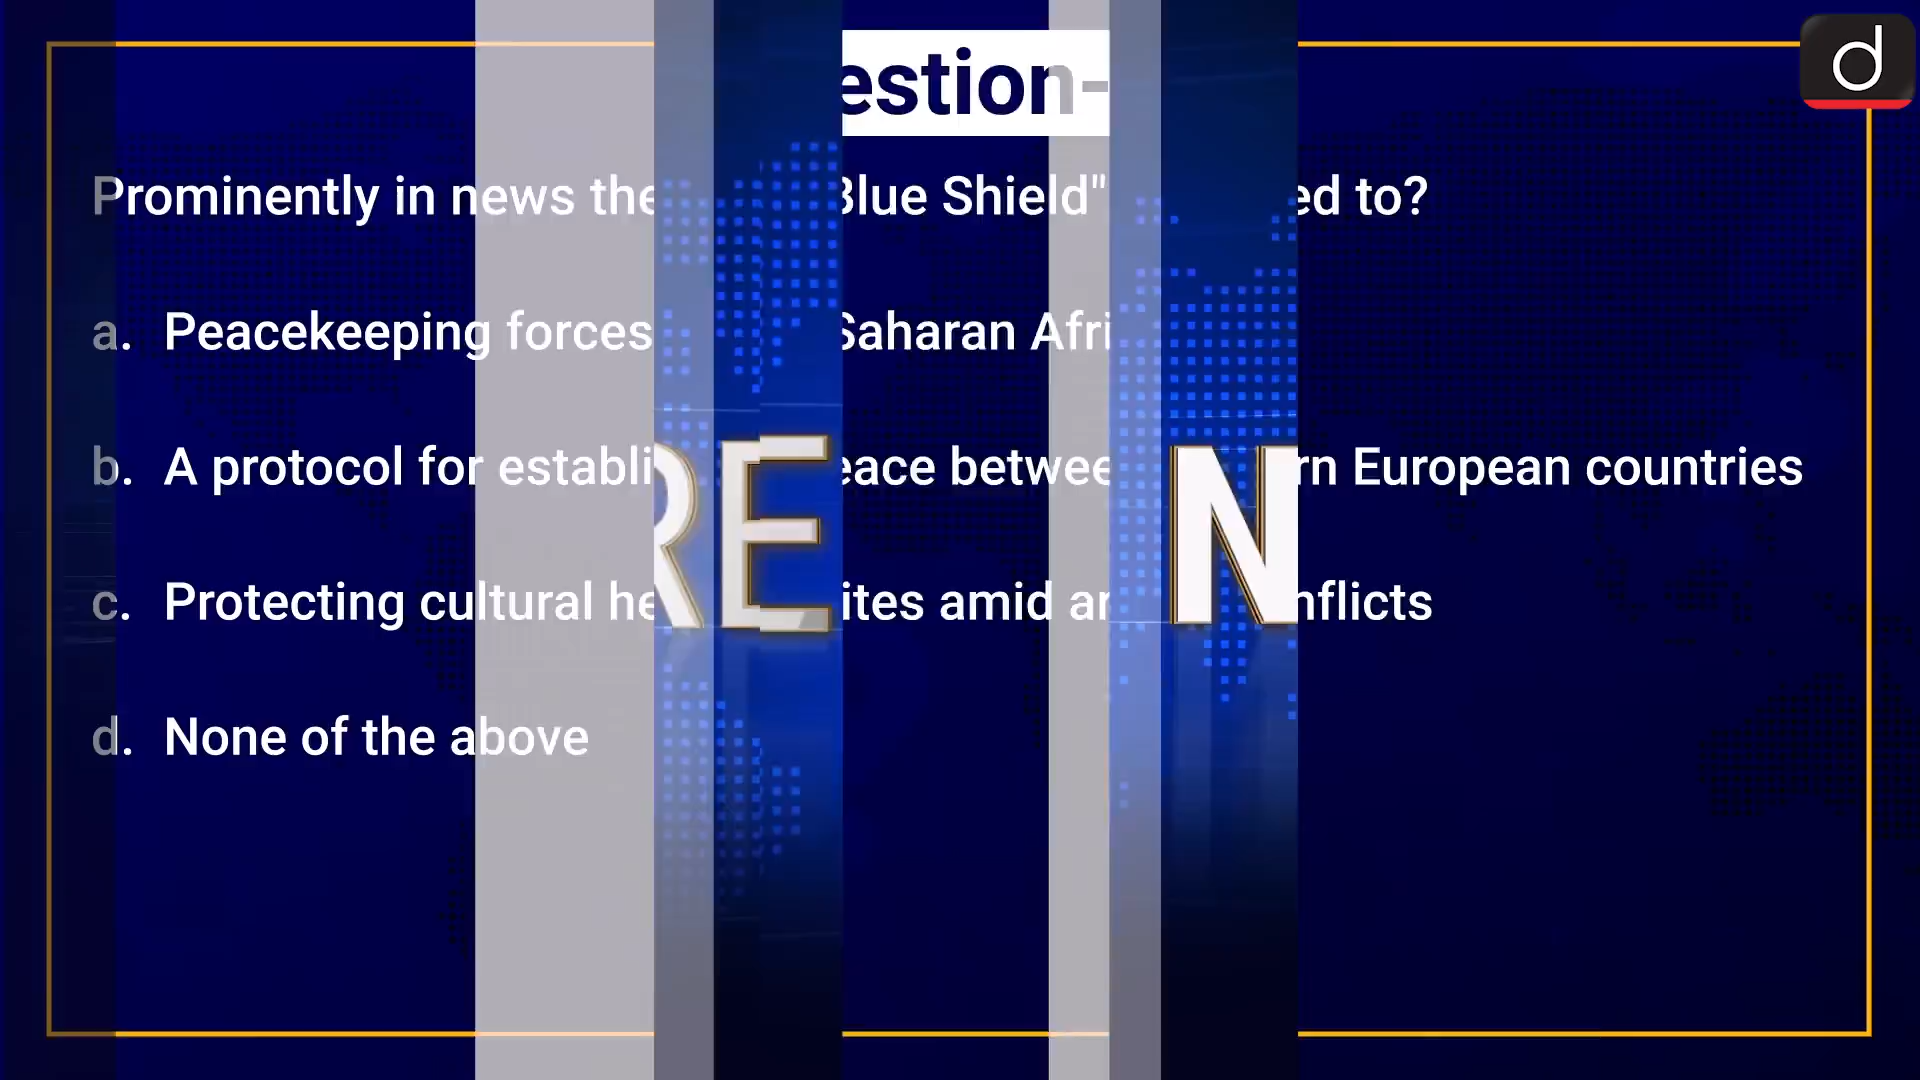 estion-
Prominently in news the Blue Shield" ed to?
a. Peacekeeping forces Saharan Afri
b. A protocol for establi eace betwee rn European countries
RE N
c. Protecting cultural he ites amid ar nflicts
d. None of the above
d